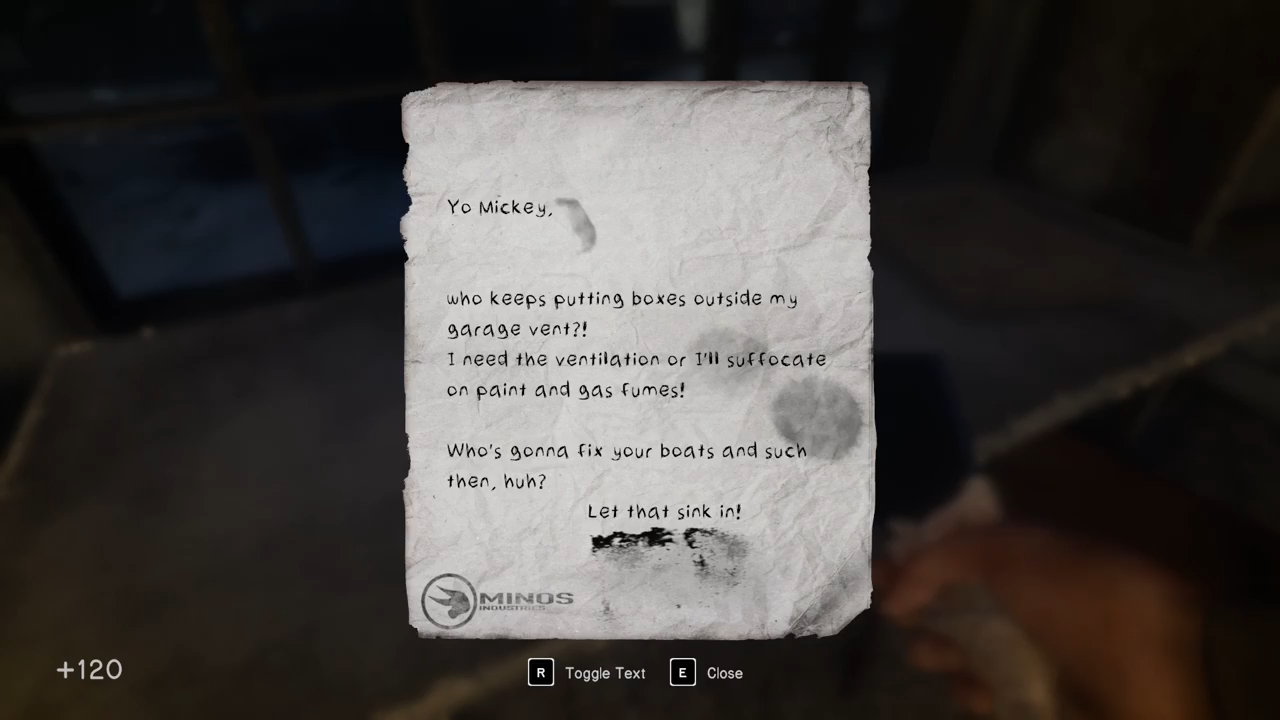 Yo Mickey,
who keeps putting boxes outside my
garage vent?!
I need the ventilation or I'll suffocate
on paint and gas fumes!
Who's gonna fix your boats and such
then, huh?
Let that sink in!
MINOS
INDUSTRIES
+120
R Toggle Text E Close